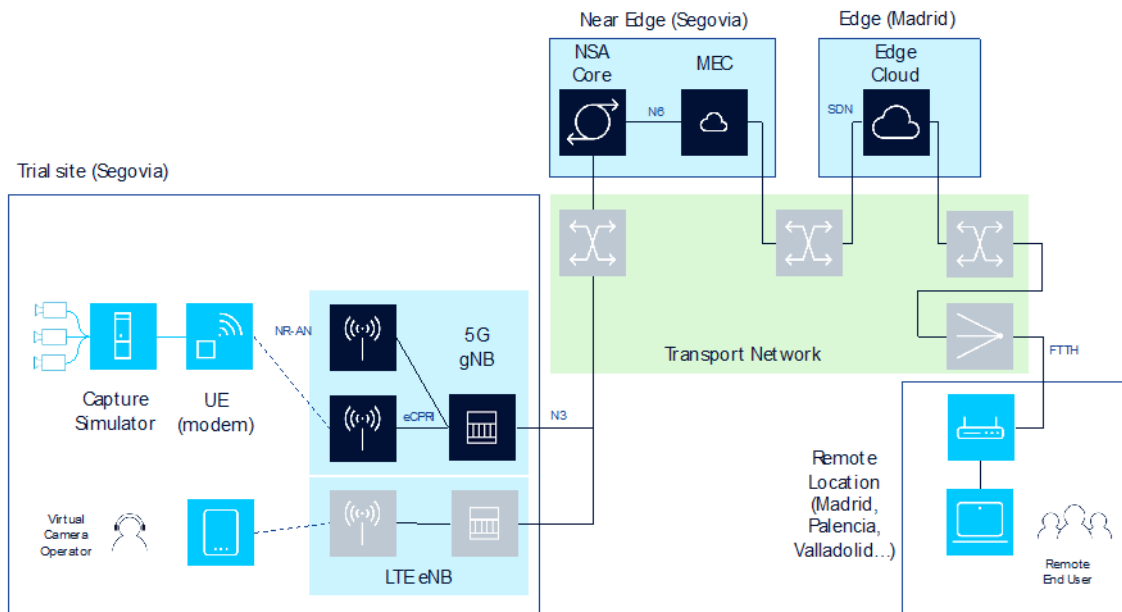 Near Edge (Segovia)
Edge (Madrid)
NSA
Core
MEC
Edge
Cloud
N6
SDN
Trial site (Segovia)
NR-AN
5G
gNB
Transport Network
FTTH
Capture
Simulator
UE
(modem)
eCPRI
N3
Remote
Location
(Madrid,
Palencia,
Valladolid...)
Virtual
Camera
Operator
LTE eNB
Remote
End User